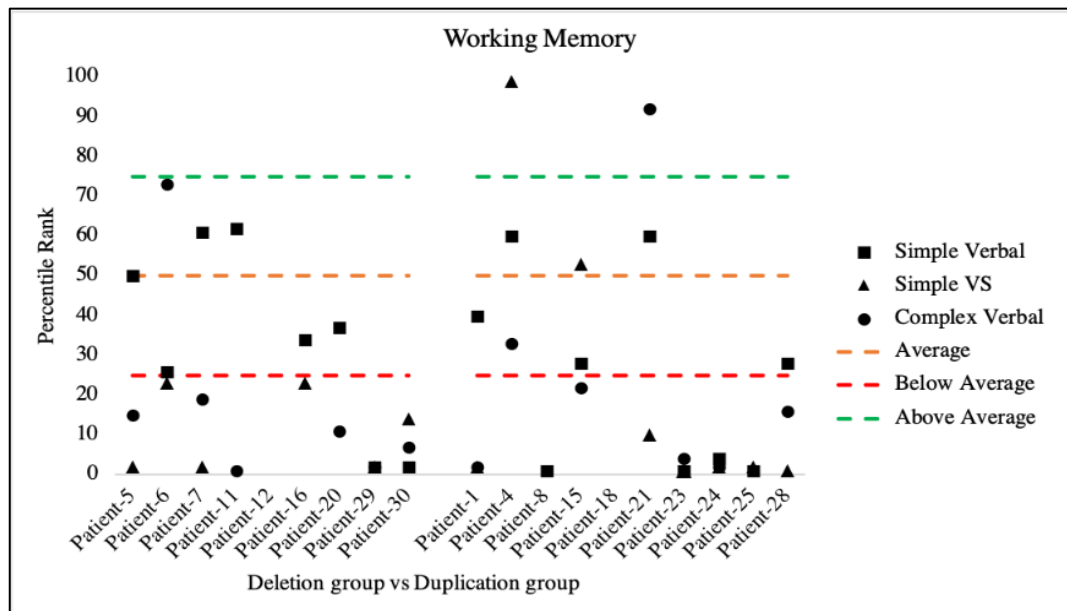 Working Memory
100
90
80
70
60
50
40
30
20
10
0
Percentile Rank
Patient-5
Patient-6
Patient-7
Patient-11
Patient-12
Patient-16
Patient-20
Patient-29
Patient-30
Patient-1
Patient-4
Patient-8
Patient-15
Patient-18
Patient-21
Patient-23
Patient-24
Patient-25
Patient-28
Deletion group vs Duplication group
Simple Verbal
Simple VS
Complex Verbal
Average
Below Average
Above Average